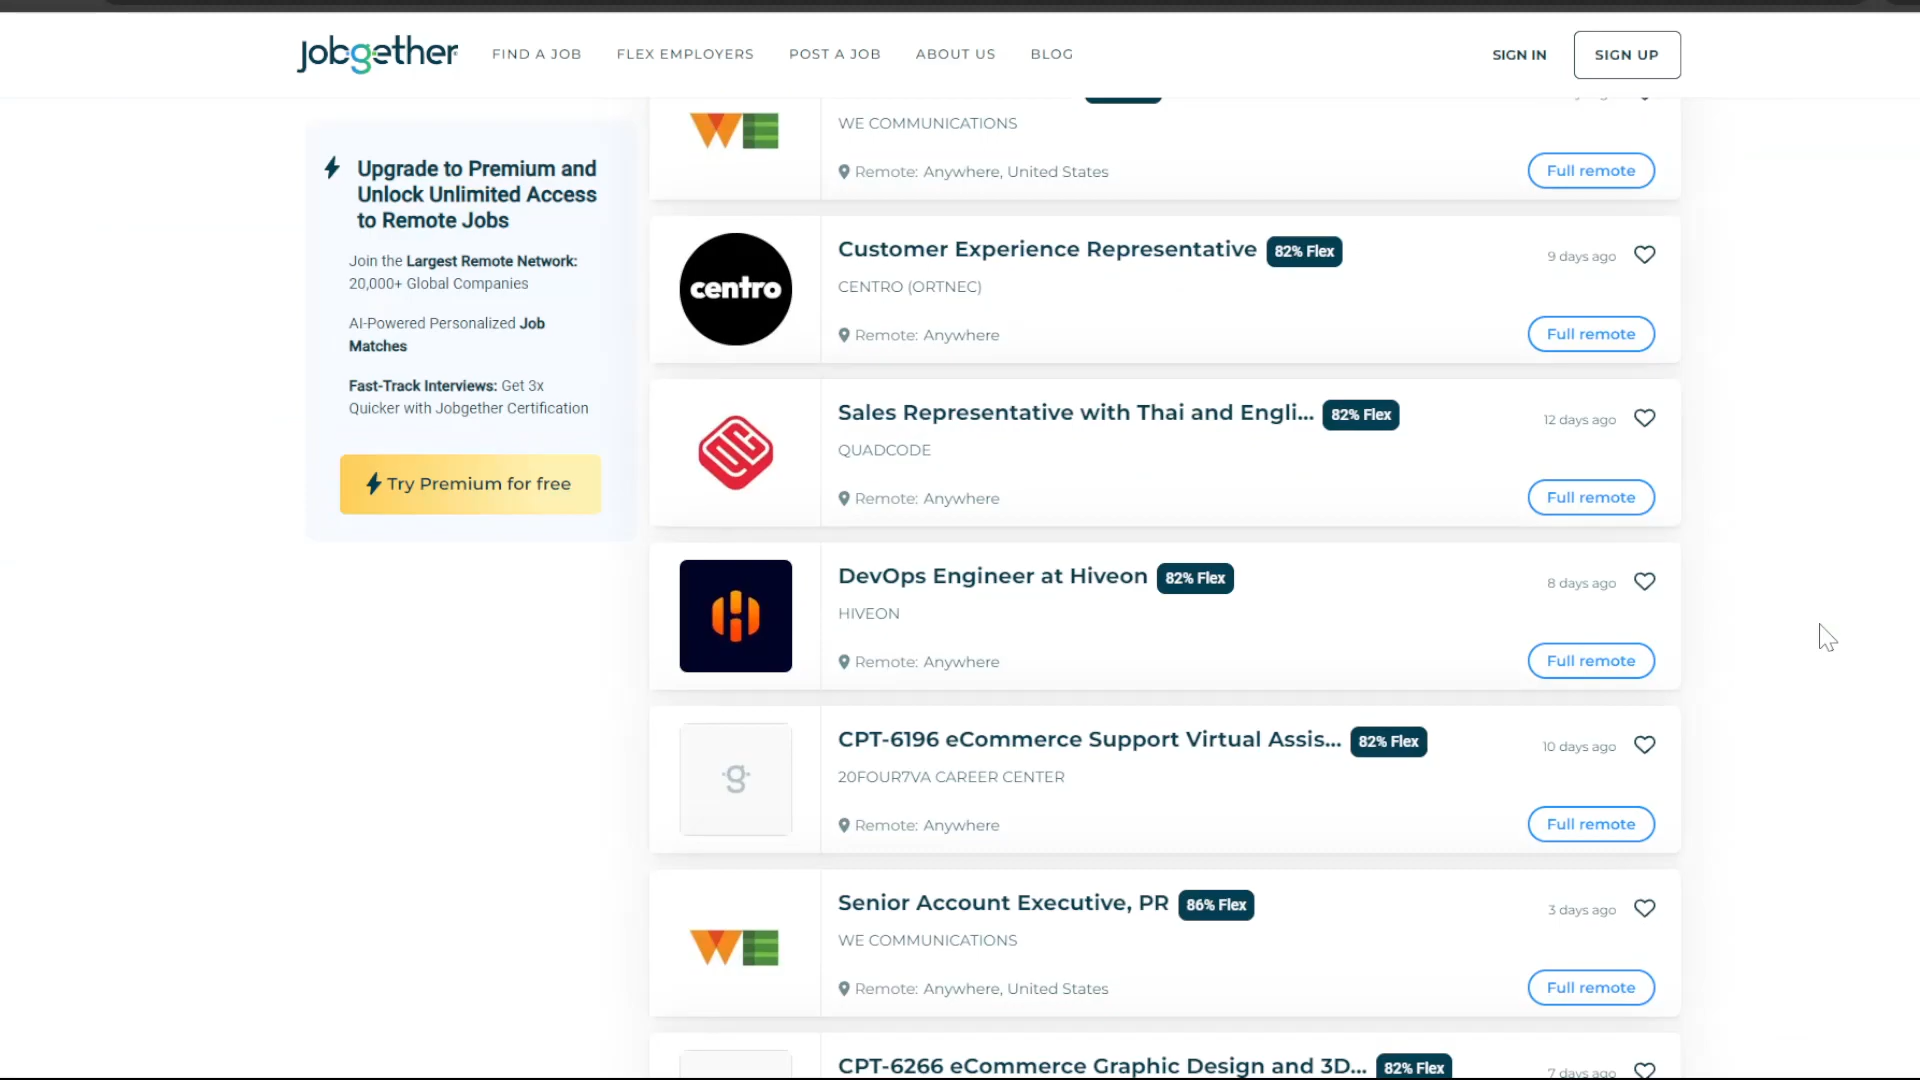 Jobgether FIND A JOB FLEX EMPLOYERS POST A JOB ABOUT US BLOG SIGN IN SIGN UP
Upgrade to Premium and
Unlock Unlimited Access
to Remote Jobs
Join the Largest Remote Network:
20,000+ Global Companies
AI-Powered Personalized Job
Matches
Fast-Track Interviews: Get 3x
Quicker with Jobgether Certification
Try Premium for free
WE
WE COMMUNICATIONS
Remote: Anywhere, United States
Full remote
centro
Customer Experience Representative 82% Flex
9 days ago
CENTRO (ORTNEC)
Remote: Anywhere
Full remote
Sales Representative with Thai and Engli... 82% Flex
12 days ago
QUADCODE
Remote: Anywhere
Full remote
DevOps Engineer at Hiveon 82% Flex
8 days ago
HIVEON
Remote: Anywhere
Full remote
g
CPT-6196 eCommerce Support Virtual Assis... 82% Flex
10 days ago
20FOUR7VA CAREER CENTER
Remote: Anywhere
Full remote
WE
Senior Account Executive, PR 86% Flex
3 days ago
WE COMMUNICATIONS
Remote: Anywhere, United States
Full remote
CPT-6266 eCommerce Graphic Design and 3D... 82% Flex
7 days ago